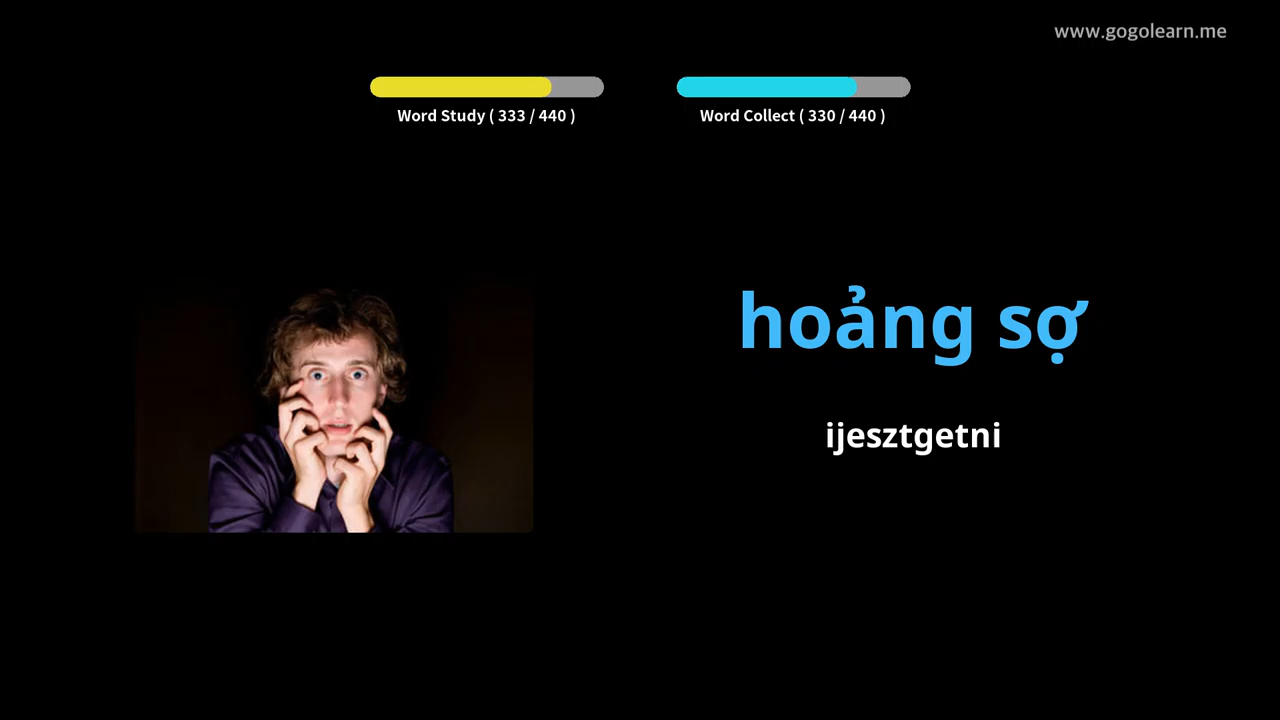 www.gogolearn.me
Word Study ( 333 / 440 )
Word Collect ( 330 / 440 )
hoảng sợ
ijesztgetni